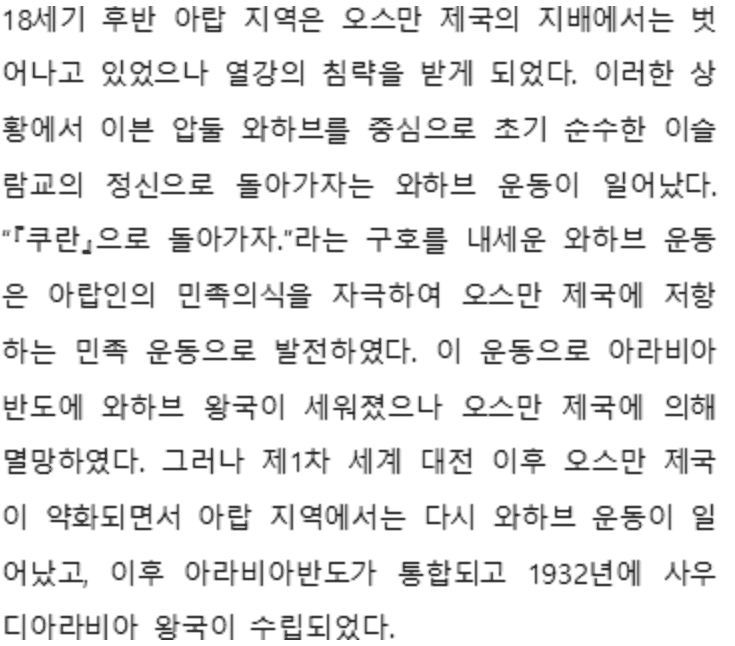 18세기 후반 아랍 지역은 오스만 제국의 지배에서는 벗
어나고 있었으나 열강의 침략을 받게 되었다. 이러한 상
황에서 이븐 압둘 와하브를 중심으로 초기 순수한 이슬
람교의 정신으로 돌아가자는 와하브 운동이 일어났다.
“『쿠란』으로 돌아가자.”라는 구호를 내세운 와하브 운동
은 아랍인의 민족의식을 자극하여 오스만 제국에 저항
하는 민족 운동으로 발전하였다. 이 운동으로 아라비아
반도에 와하브 왕국이 세워졌으나 오스만 제국에 의해
멸망하였다. 그러나 제1차 세계 대전 이후 오스만 제국
이 약화되면서 아랍 지역에서는 다시 와하브 운동이 일
어났고, 이후 아라비아반도가 통합되고 1932년에 사우
디아라비아 왕국이 수립되었다.